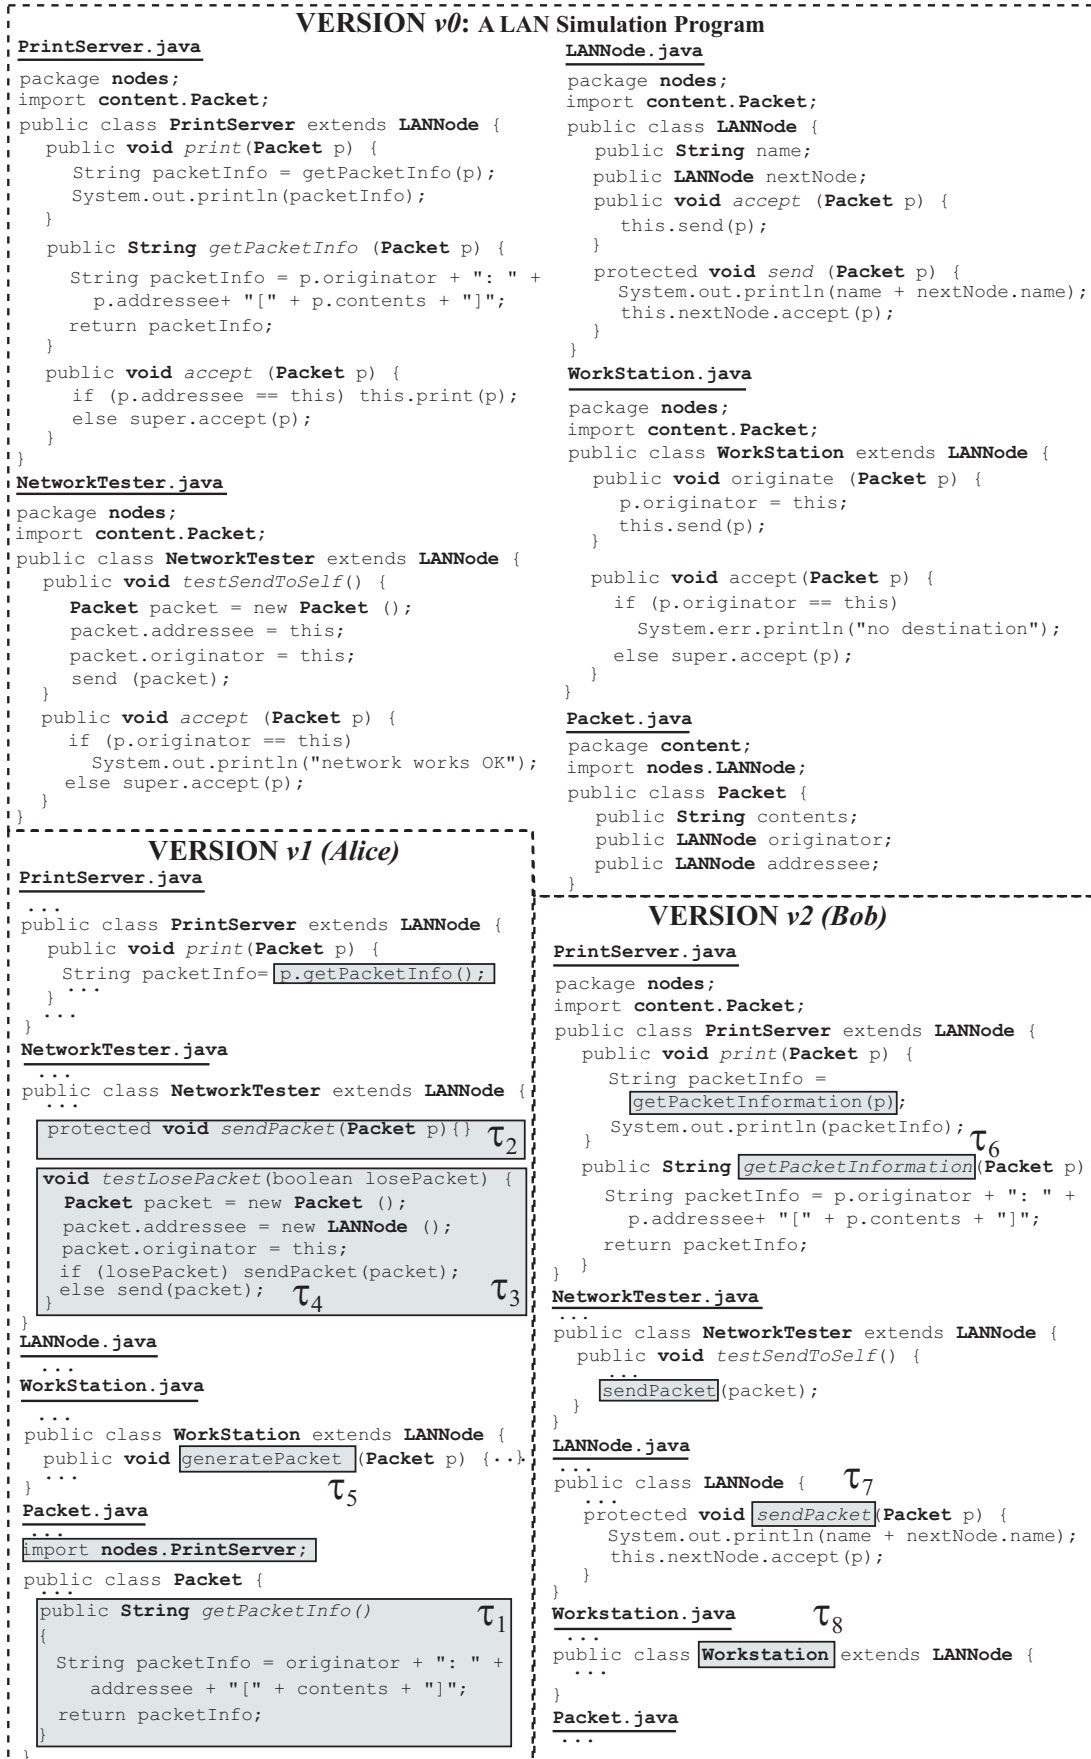 VERSION v0: A LAN Simulation Program
PrintServer.java
package nodes;
import content.Packet;
public class PrintServer extends LANNode {
public void print(Packet p) {
String packetInfo = getPacketInfo(p);
System.out.println(packetInfo);
}
public String getPacketInfo (Packet p) {
String packetInfo = p.originator + ": " +
p.addressee+ "[" + p.contents + "]";
return packetInfo;
}
public void accept (Packet p) {
if (p.addressee == this) this.print(p);
else super.accept(p);
}
}
NetworkTester.java
package nodes;
import content.Packet;
public class NetworkTester extends LANNode {
public void testSendToSelf() {
Packet packet = new Packet ();
packet.addressee = this;
packet.originator = this;
send (packet);
}
public void accept (Packet p) {
if (p.originator == this)
System.out.println("network works OK");
else super.accept(p);
}
}
LANNode.java
package nodes;
import content.Packet;
public class LANNode {
public String name;
public LANNode nextNode;
public void accept (Packet p) {
this.send(p);
}
protected void send (Packet p) {
System.out.println(name + nextNode.name);
this.nextNode.accept(p);
}
}
WorkStation.java
package nodes;
import content.Packet;
public class WorkStation extends LANNode {
public void originate (Packet p) {
p.originator = this;
this.send(p);
}
public void accept(Packet p) {
if (p.originator == this)
System.err.println("no destination");
else super.accept(p);
}
}
Packet.java
package content;
import nodes.LANNode;
public class Packet {
public String contents;
public LANNode originator;
public LANNode addressee;
}
VERSION v1 (Alice)
PrintServer.java
...
public class PrintServer extends LANNode {
public void print(Packet p) {
String packetInfo= p.getPacketInfo();
} ...
...
}
NetworkTester.java
...
public class NetworkTester extends LANNode {
...
protected void sendPacket(Packet p){} τ2
void testLosePacket(boolean losePacket) {
Packet packet = new Packet ();
packet.addressee = new LANNode ();
packet.originator = this;
if (losePacket) sendPacket(packet);
else send(packet); τ4 τ3
}
}
LANNode.java
...
WorkStation.java
...
public class WorkStation extends LANNode {
public void generatePacket (Packet p) {...}
...
} τ5
Packet.java
...
import nodes.PrintServer;
public class Packet {
...
public String getPacketInfo() τ1
{
String packetInfo = originator + ": " +
addressee + "[" + contents + "]";
return packetInfo;
}
}
VERSION v2 (Bob)
PrintServer.java
package nodes;
import content.Packet;
public class PrintServer extends LANNode {
public void print(Packet p) {
String packetInfo =
getPacketInformation(p);
System.out.println(packetInfo);
} τ6
public String getPacketInformation(Packet p)
String packetInfo = p.originator + ": " +
p.addressee+ "[" + p.contents + "]";
return packetInfo;
}
}
NetworkTester.java
...
public class NetworkTester extends LANNode {
public void testSendToSelf() {
...
sendPacket(packet);
}
}
LANNode.java
...
public class LANNode { τ7
...
protected void sendPacket(Packet p) {
System.out.println(name + nextNode.name);
this.nextNode.accept(p);
}
}
Workstation.java τ8
...
public class Workstation extends LANNode {
...
}
Packet.java
...